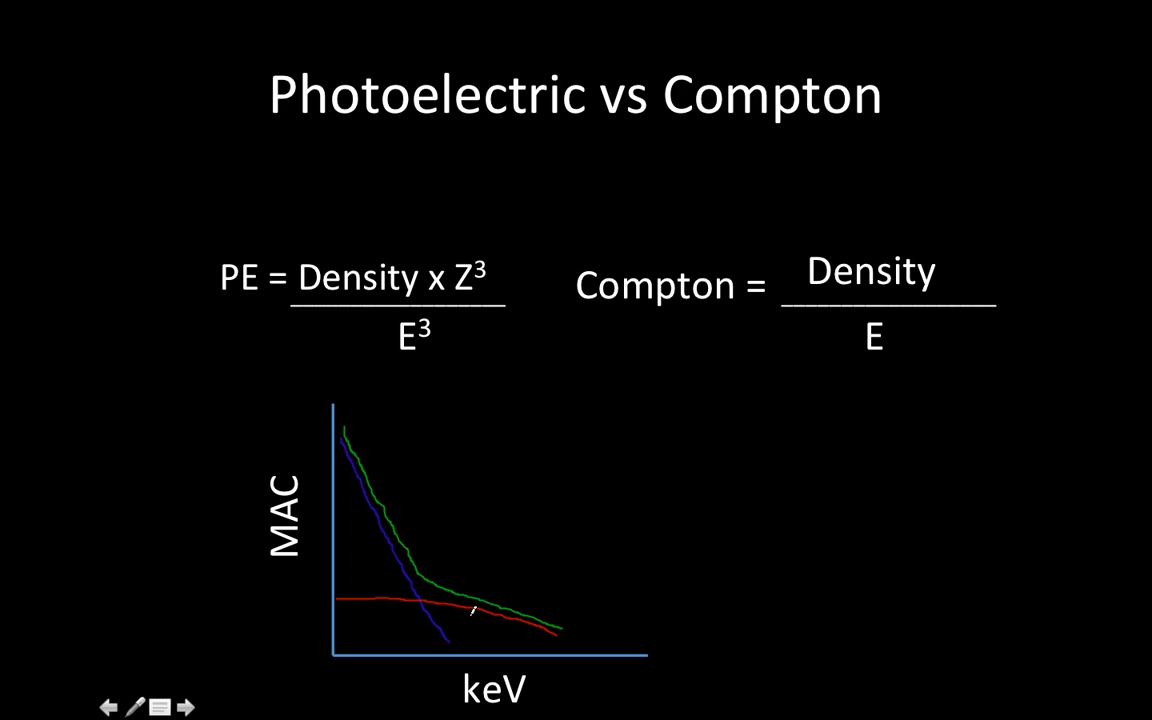 Photoelectric vs Compton
PE = Density x Z³
E³
Compton = Density
E
MAC
keV